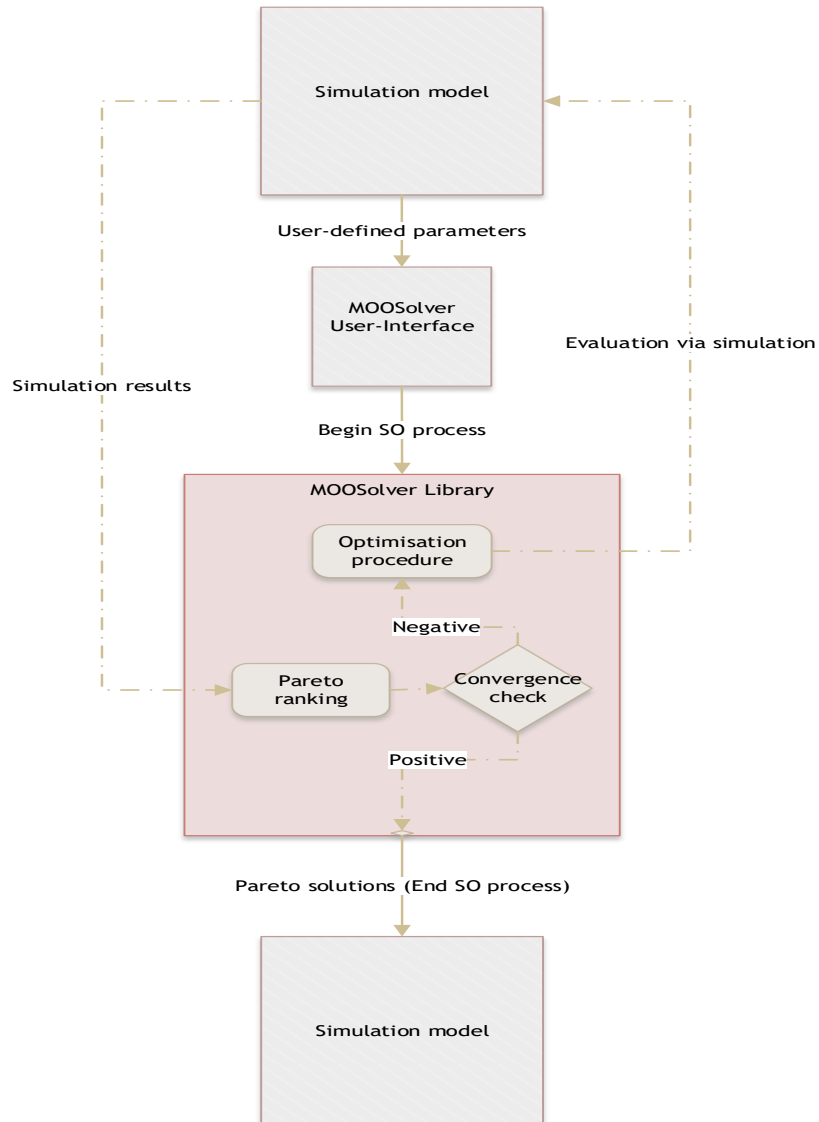 Simulation model
User-defined parameters
MOOSolver
User-Interface
Evaluation via simulation
Simulation results
Begin SO process
MOOSolver Library
Optimisation
procedure
Negative
Pareto
ranking
Convergence
check
Positive
Pareto solutions (End SO process)
Simulation model